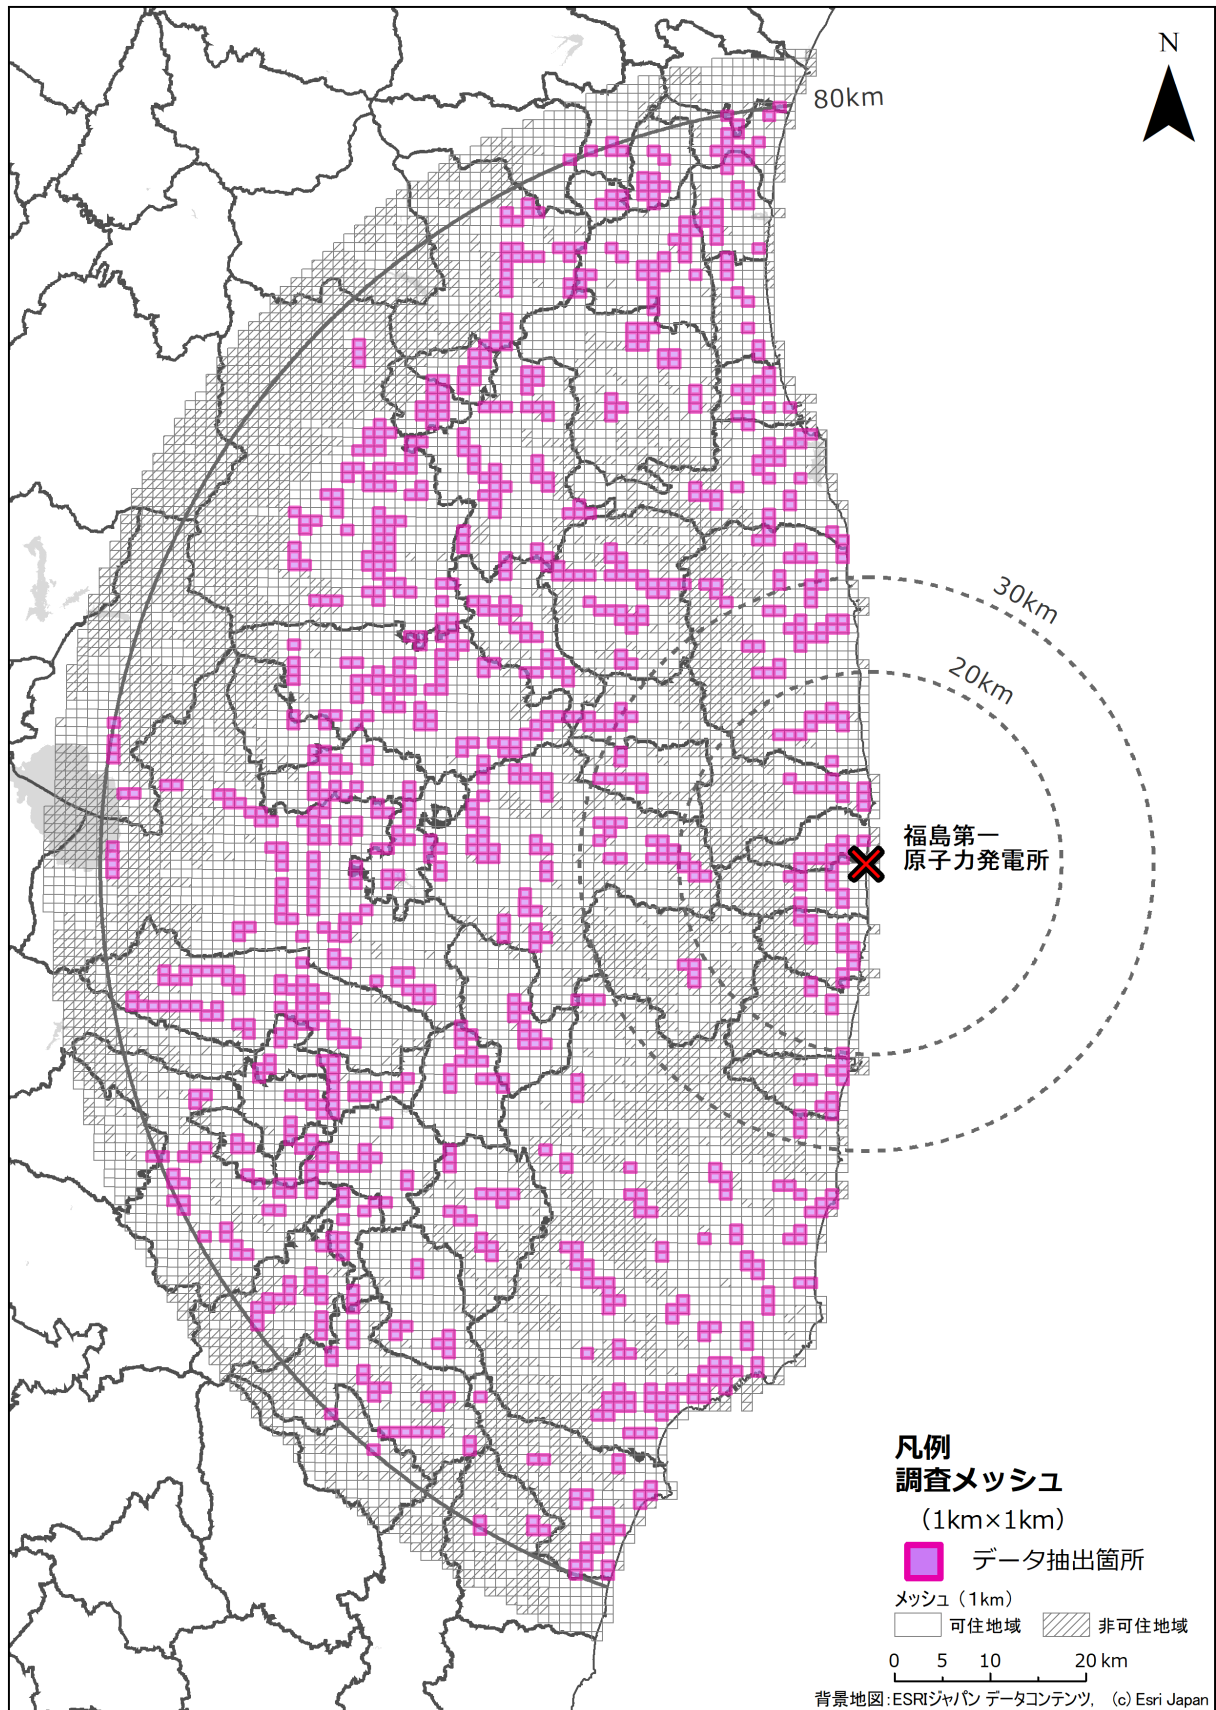 N
80km
30km
20km
福島第一
原子力発電所
凡例
調査メッシュ
（1km×1km）
データ抽出箇所
メッシュ（1km）
可住地域 非可住地域
0 5 10 20 km
背景地図：ESRIジャパン データコンテンツ, (c) Esri Japan